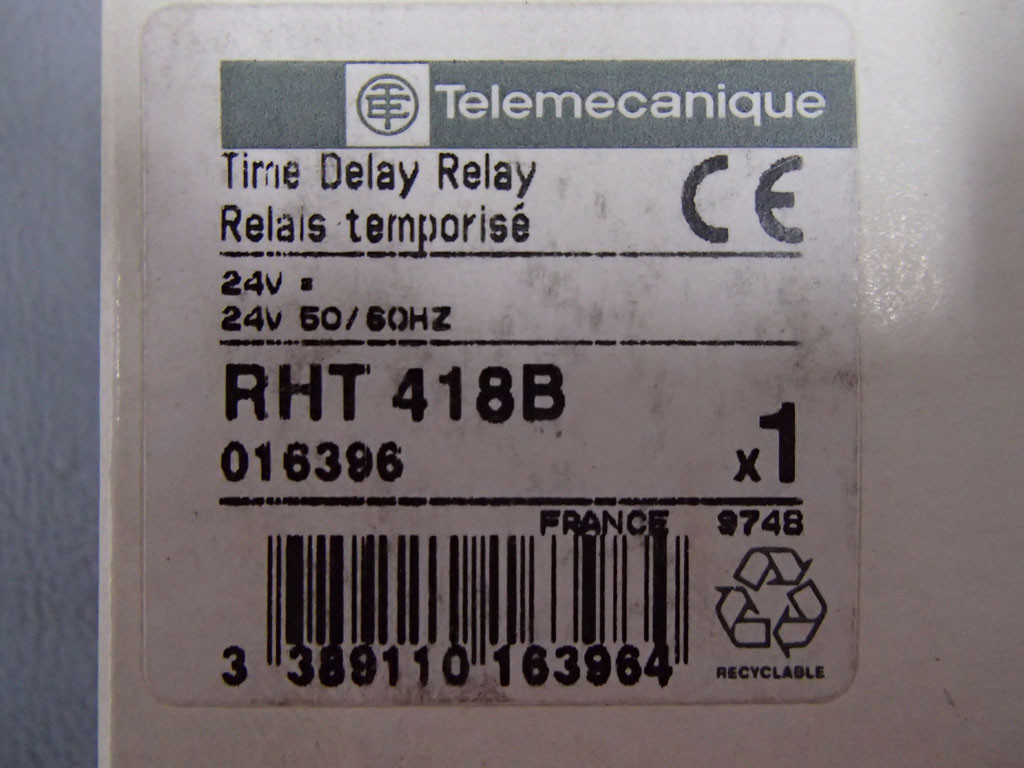 Telemecanique
Time Delay Relay
Relais temporisé
CE
24V =
24V 50/60HZ
RHT 418B
016396
x1
FRANCE 9748
3 389110 163964
RECYCLABLE